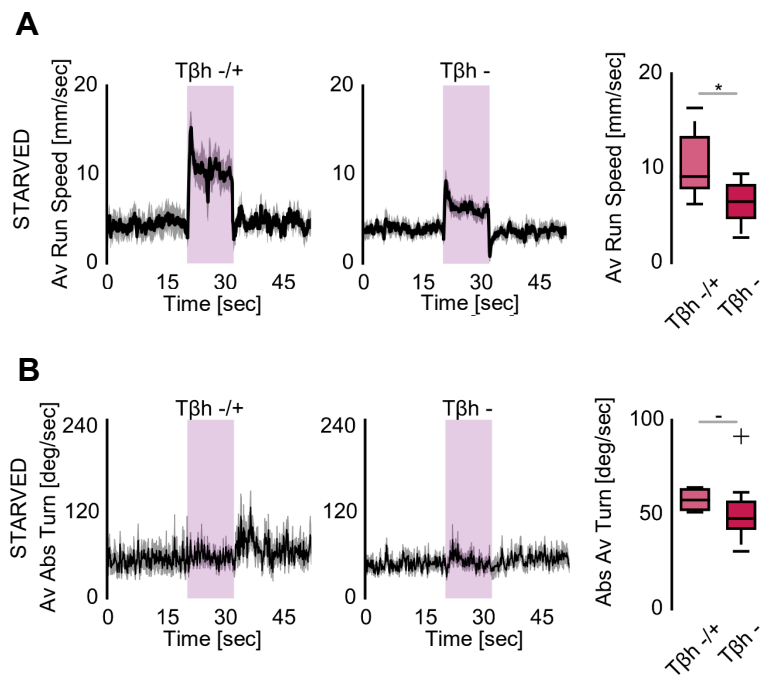 A
STARVED
Av Run Speed [mm/sec]
Tβh -/+
20
10
0
0
15
30
45
Time [sec]
Tβh -
20
10
0
0
15
30
45
Time [sec]
Av Run Speed [mm/sec]
20
10
0
*
Tβh -/+
Tβh -
B
STARVED
Av Abs Turn [deg/sec]
Tβh -/+
240
120
0
0
15
30
45
Time [sec]
Tβh -
240
120
0
0
15
30
45
Time [sec]
Abs Av Turn [deg/sec]
100
50
0
-
Tβh -/+
Tβh -